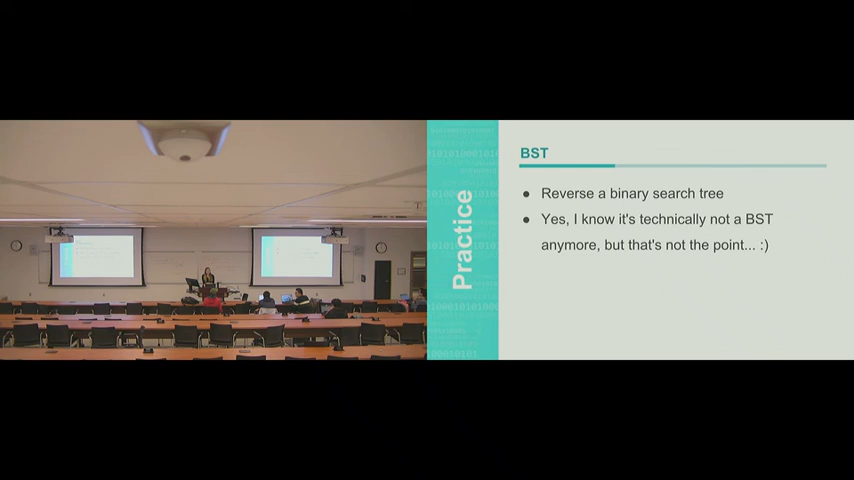 Practice
BST
● Reverse a binary search tree
● Yes, I know it's technically not a BST
anymore, but that's not the point... :)